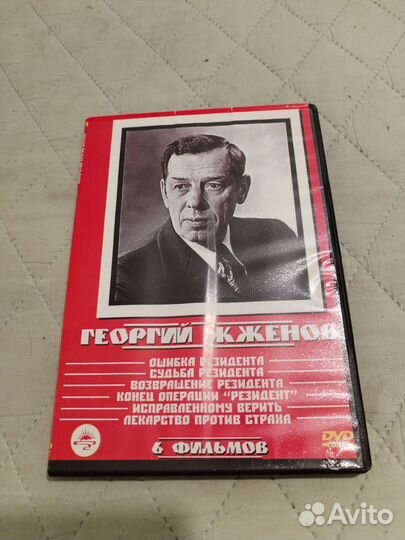 ГЕОРГИЙ ЖЖЕНОВ
ОШИБКА РЕЗИДЕНТА
СУДЬБА РЕЗИДЕНТА
ВОЗВРАЩЕНИЕ РЕЗИДЕНТА
КОНЕЦ ОПЕРАЦИИ "РЕЗИДЕНТ"
ИСПРАВЛЕННОМУ ВЕРИТЬ
ЛЕКАРСТВО ПРОТИВ СТРАХА
6 ФИЛЬМОВ
DVD
Avito